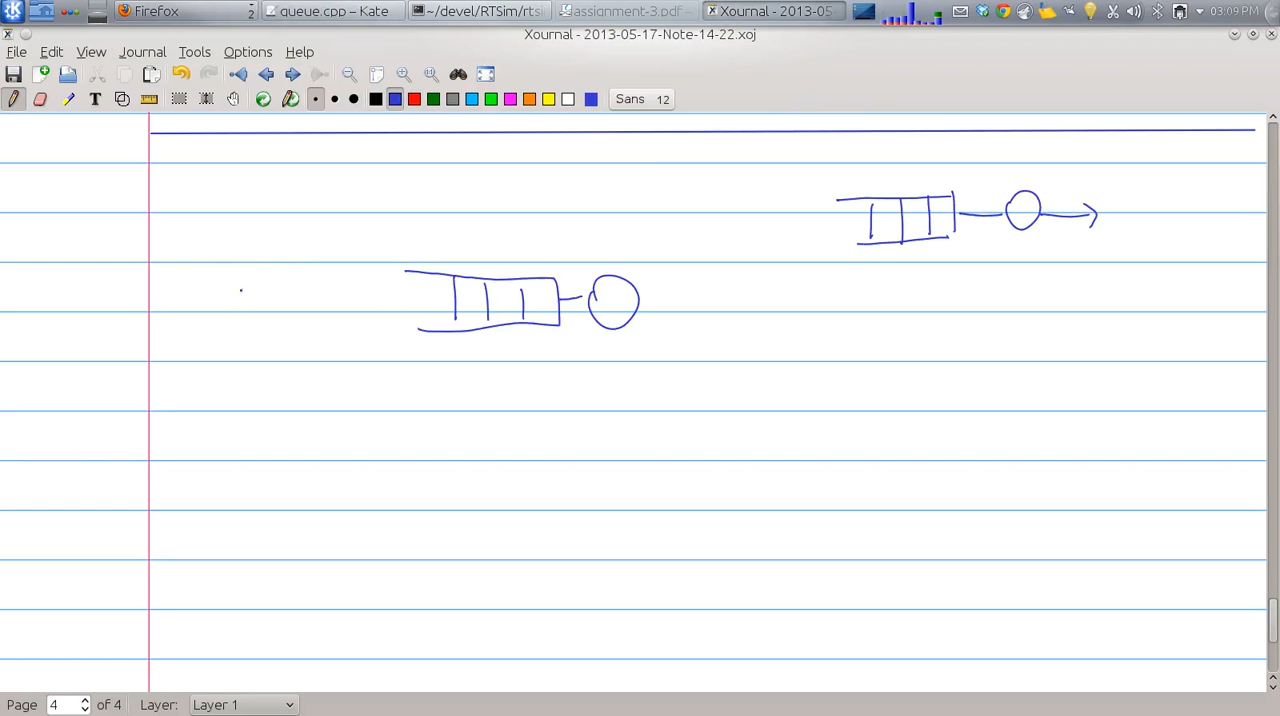 Firefox 2 queue.cpp – Kate ~/devel/RTSim/rtsi assignment-3.pdf – Xournal - 2013-05- 03:09 PM
Xournal - 2013-05-17-Note-14-22.xoj
File Edit View Journal Tools Options Help
Sans 12
Page 4 of 4 Layer: Layer 1